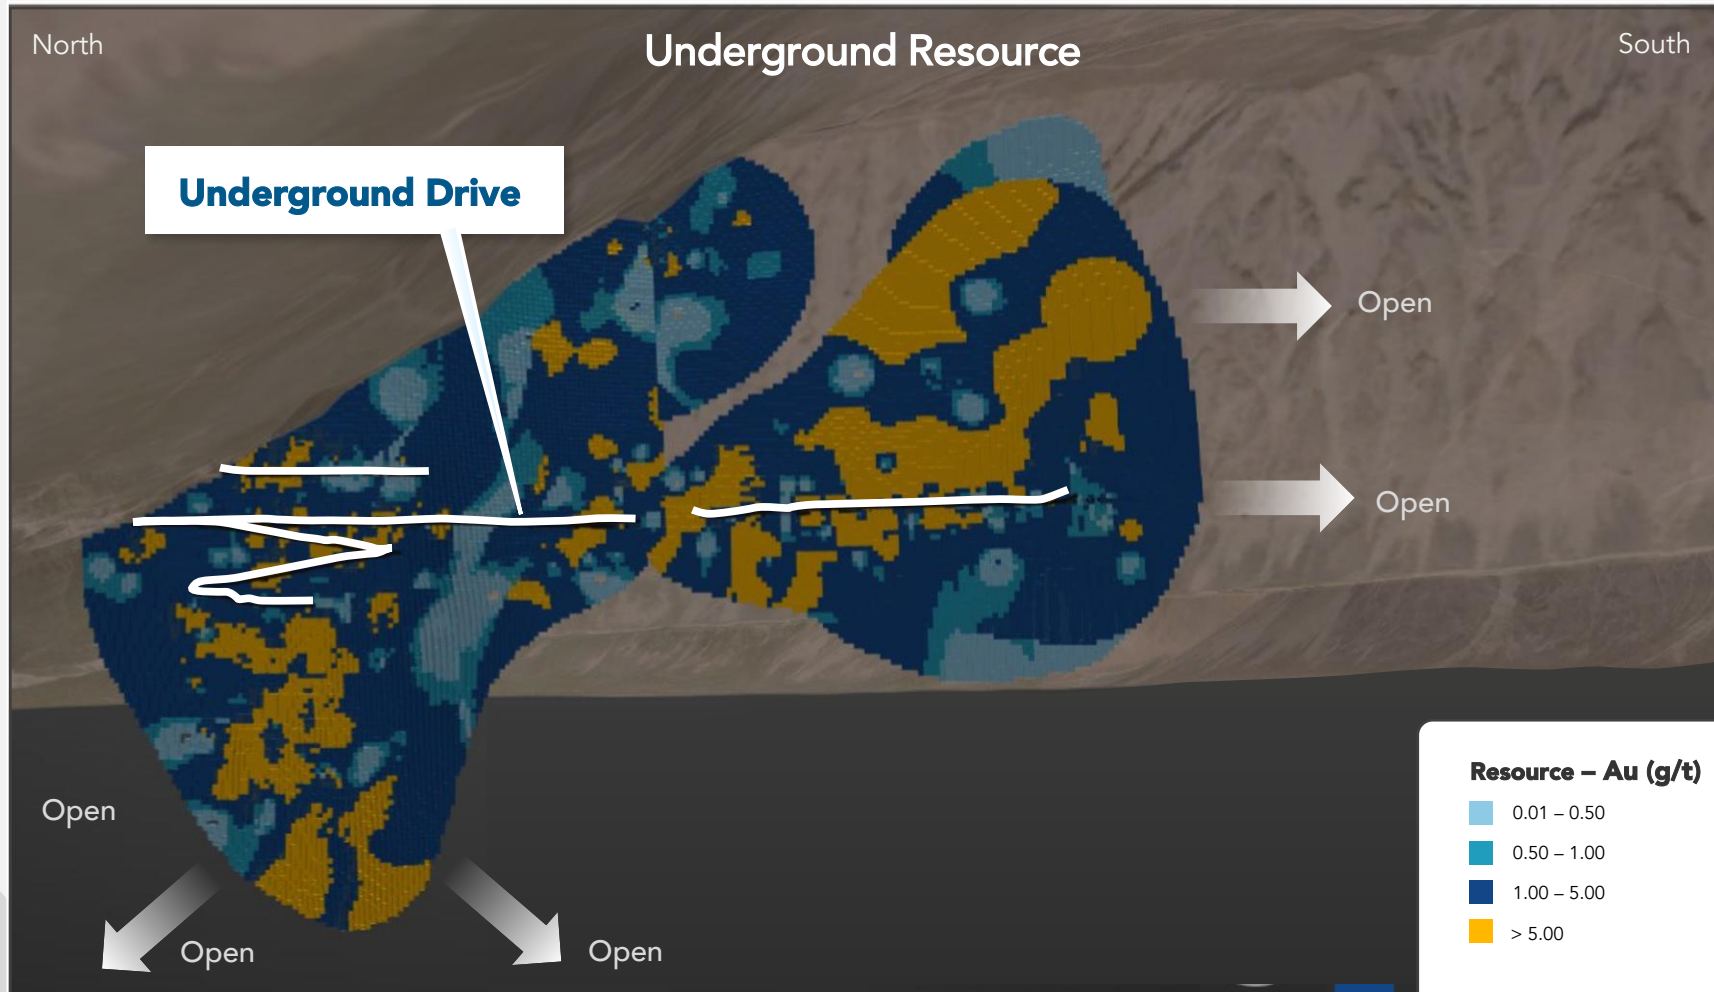 North
Underground Resource
South
Underground Drive
Open
Open
Open
Open
Open
Resource – Au (g/t)
0.01 – 0.50
0.50 – 1.00
1.00 – 5.00
> 5.00